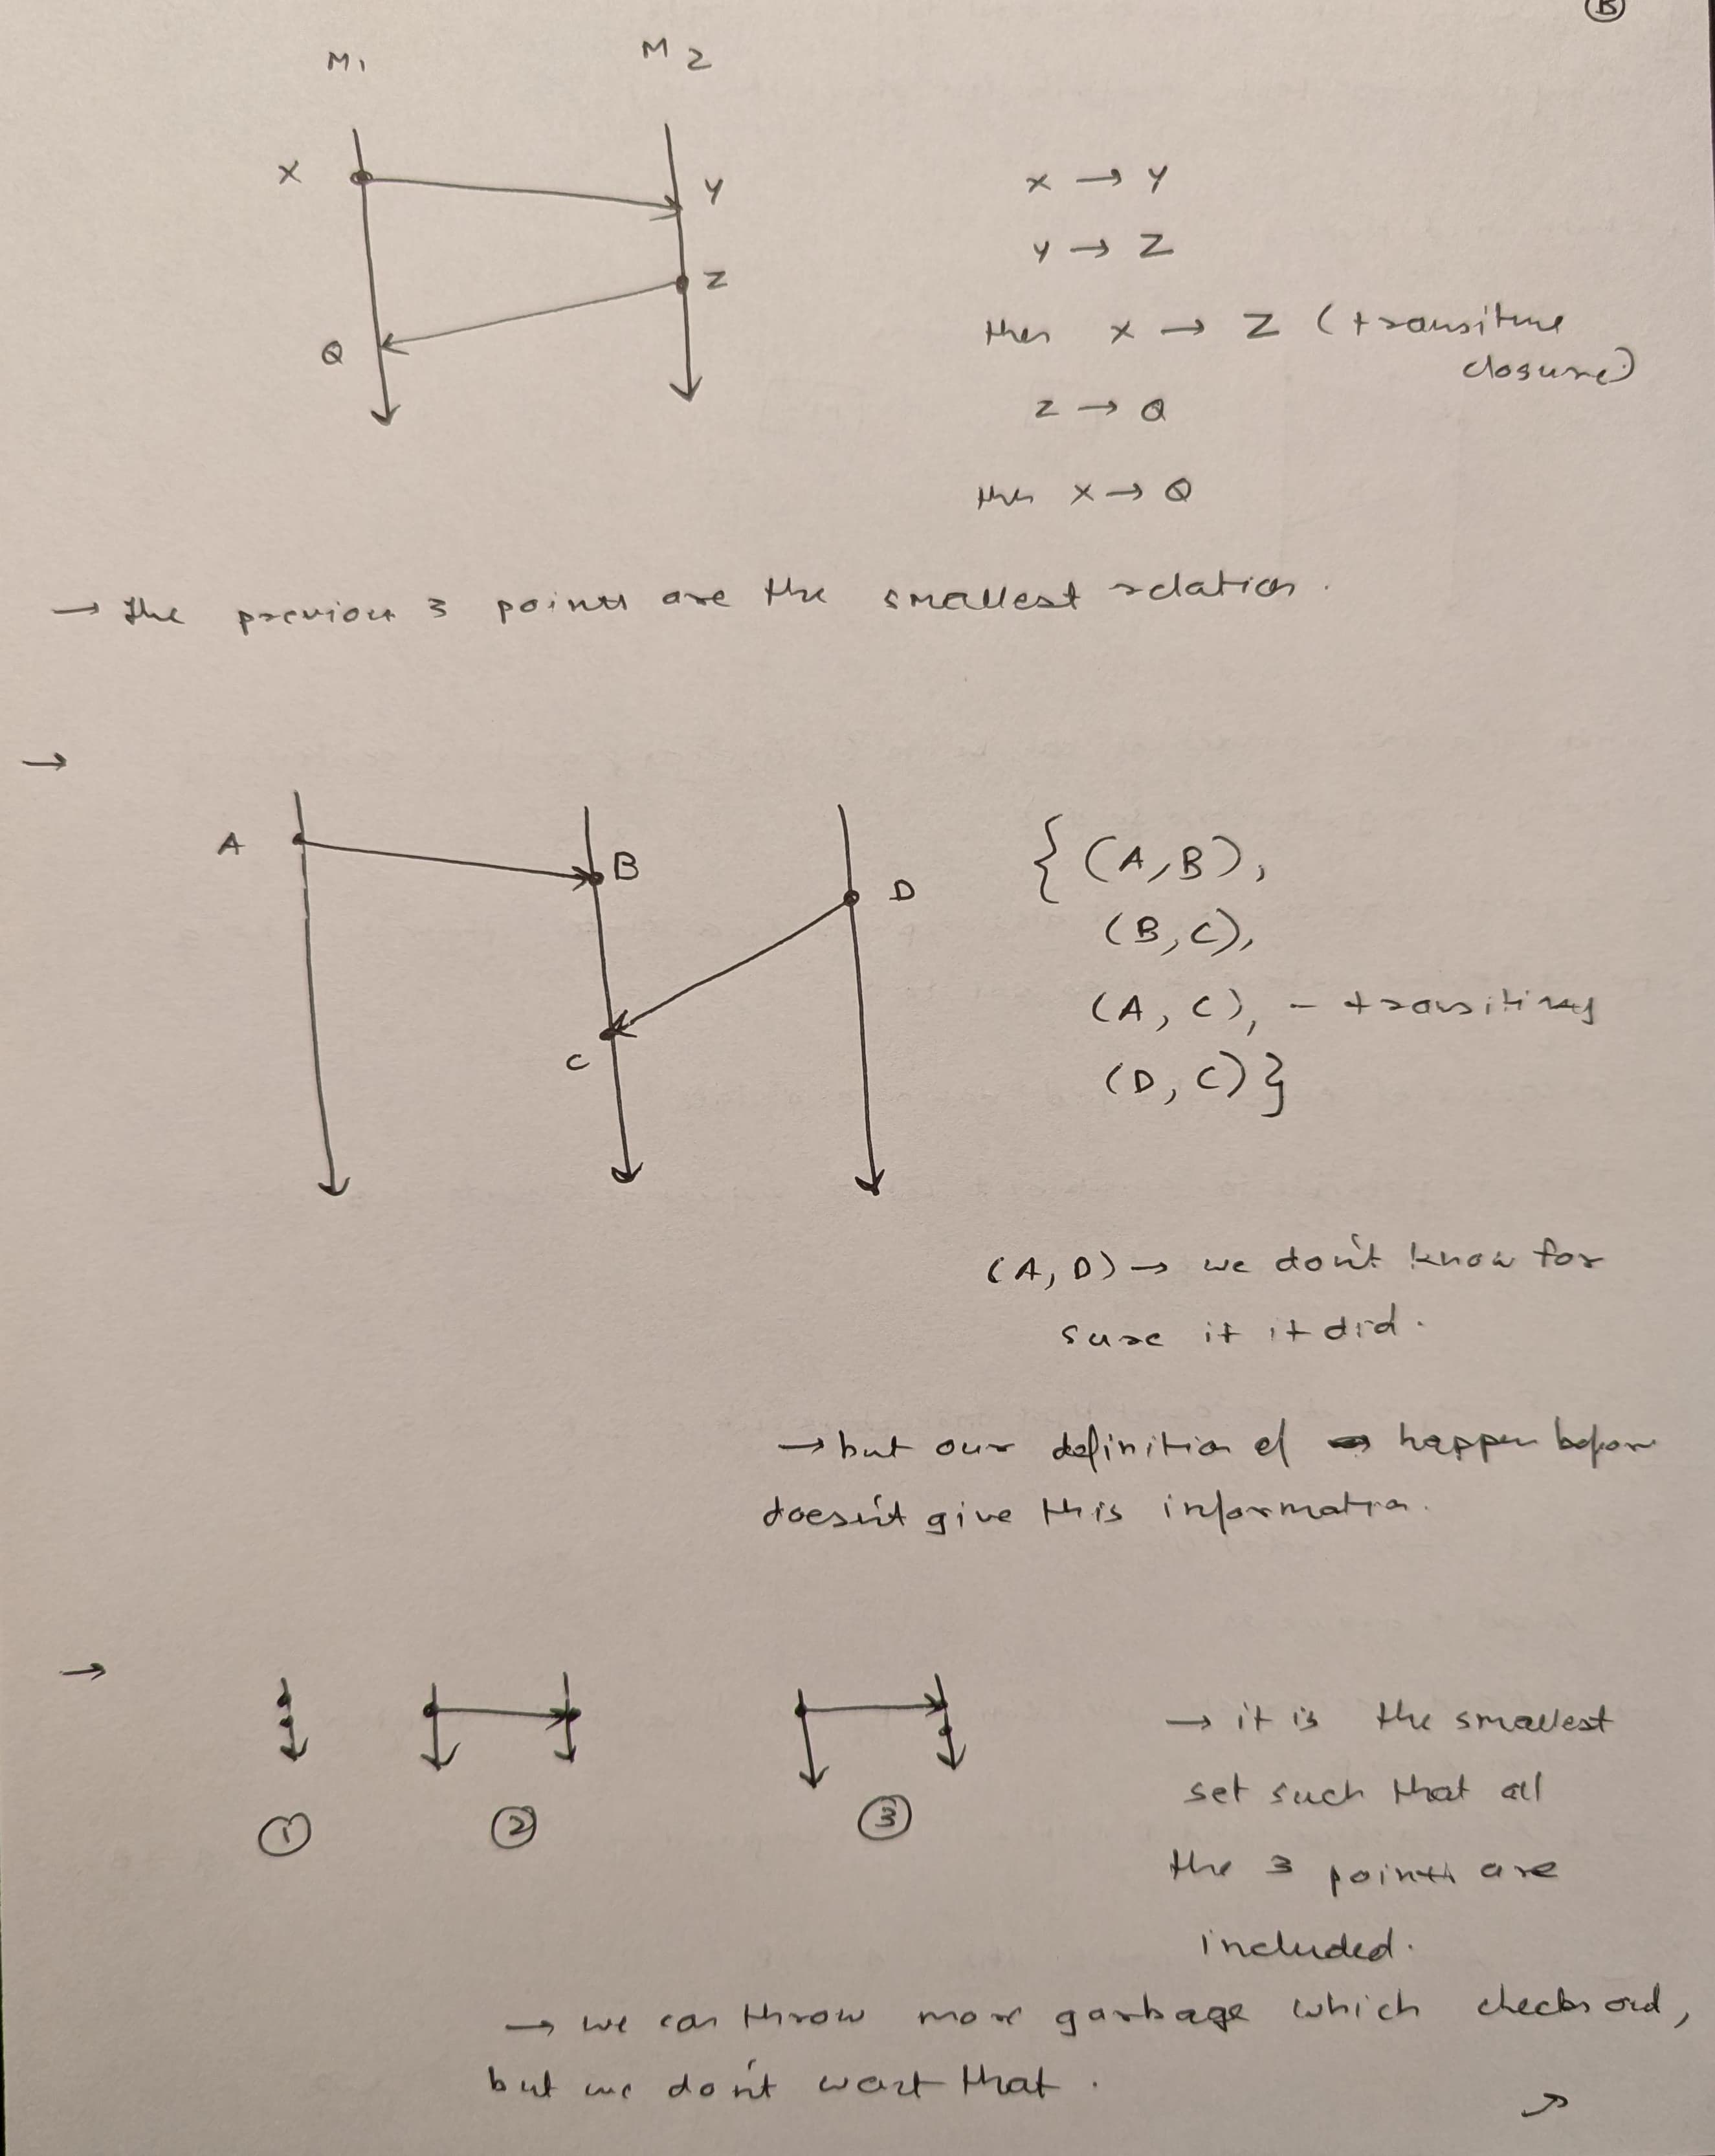 B
M1 M2
X Y
Z
Q
X → Y
Y → Z
then X → Z (transitive
closure)
Z → Q
then X → Q
→ the previous 3 points are the smallest relation.
→
A B D
C
{ (A,B),
(B,C),
(A,C), - transitivity
(D,C) }
(A,D) → we don't know for
sure if it did.
→ but our definition of happen before
doesn't give this information.
→
① ② ③
→ it is the smallest
set such that all
the 3 points are
included.
→ we can throw more garbage which checks out,
but we don't want that.